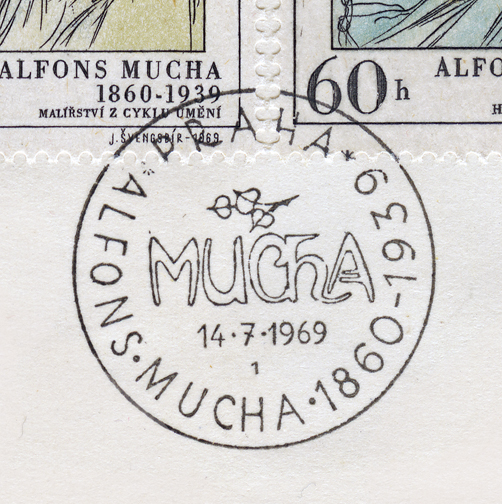 ALFONS MUCHA
1860-1939
MALÍŘSTVÍ Z CYKLU UMĚNÍ
J. ŠVENGSBÍR - 1969
60h
ALFO
H
*PRAHA*
ALFONS·MUCHA·1860-1939
MUCHA
14·7·1969
1